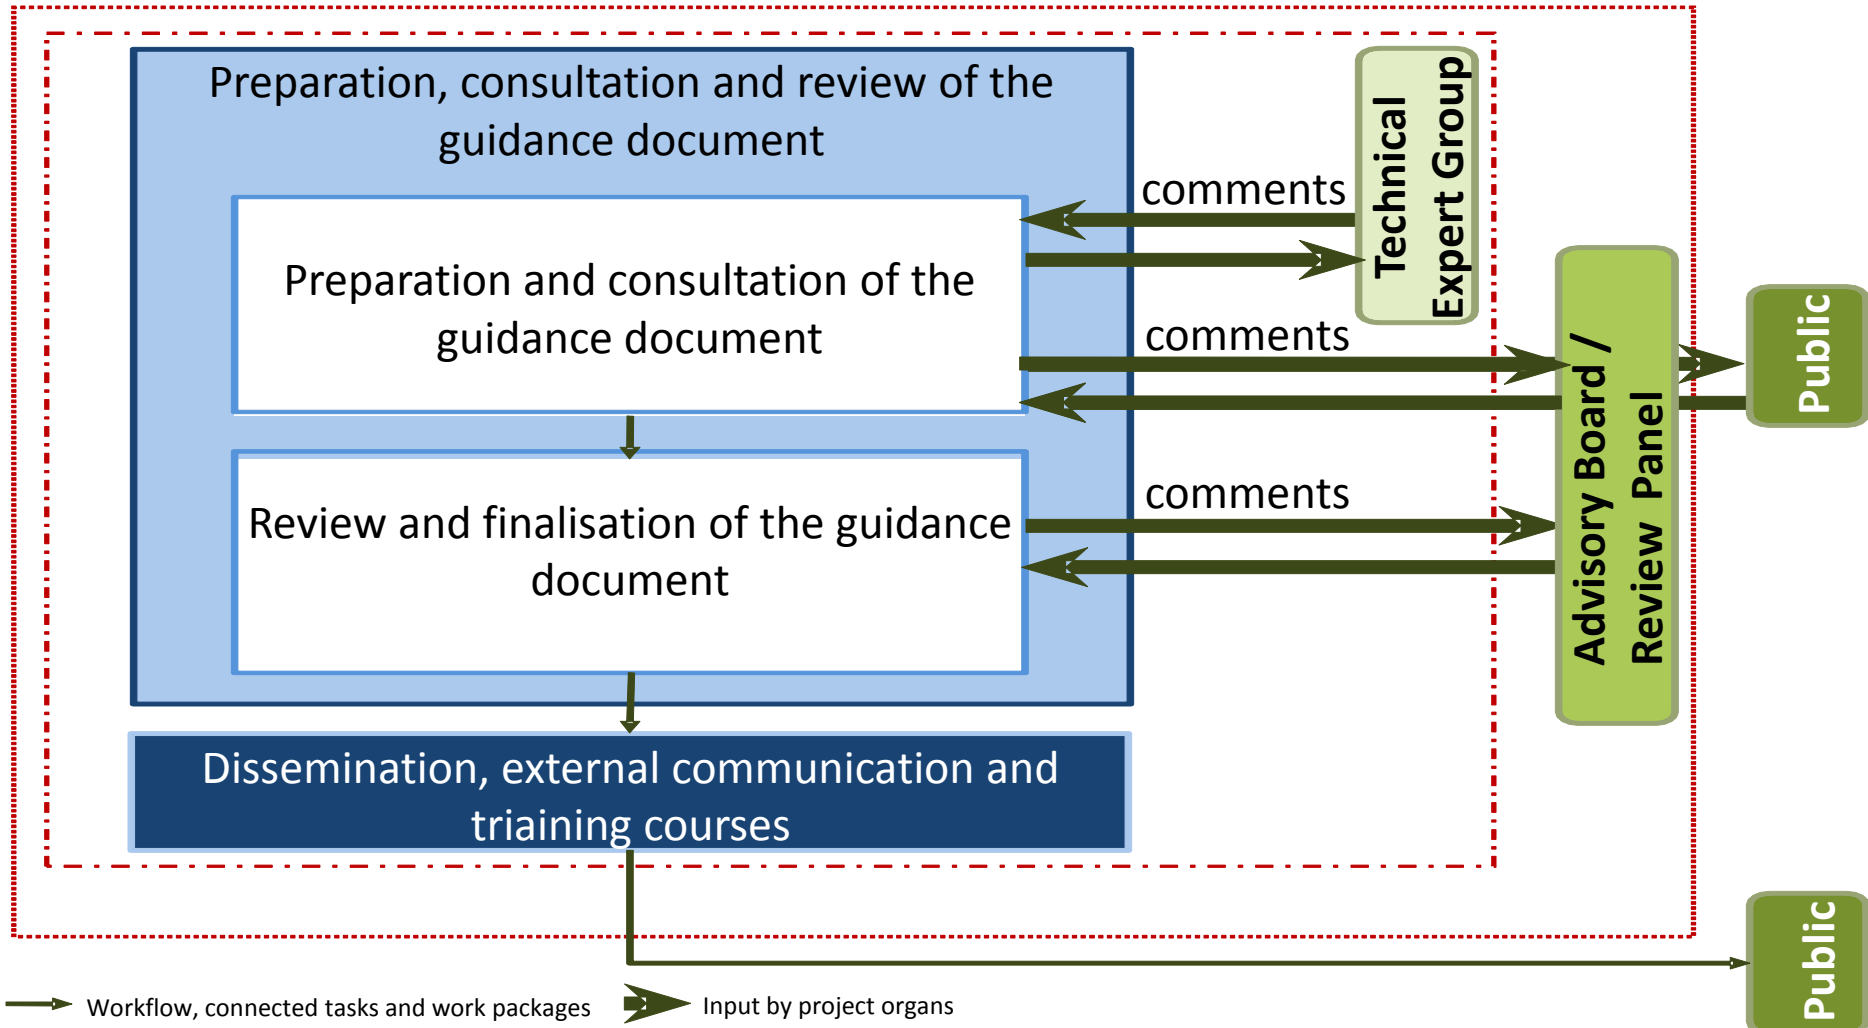 Preparation, consultation and review of the
guidance document
Technical
Expert Group
comments
Preparation and consultation of the
guidance document
comments
Advisory Board /
Review Panel
Public
comments
Review and finalisation of the guidance
document
Dissemination, external communication and
triaining courses
Public
Workflow, connected tasks and work packages
Input by project organs